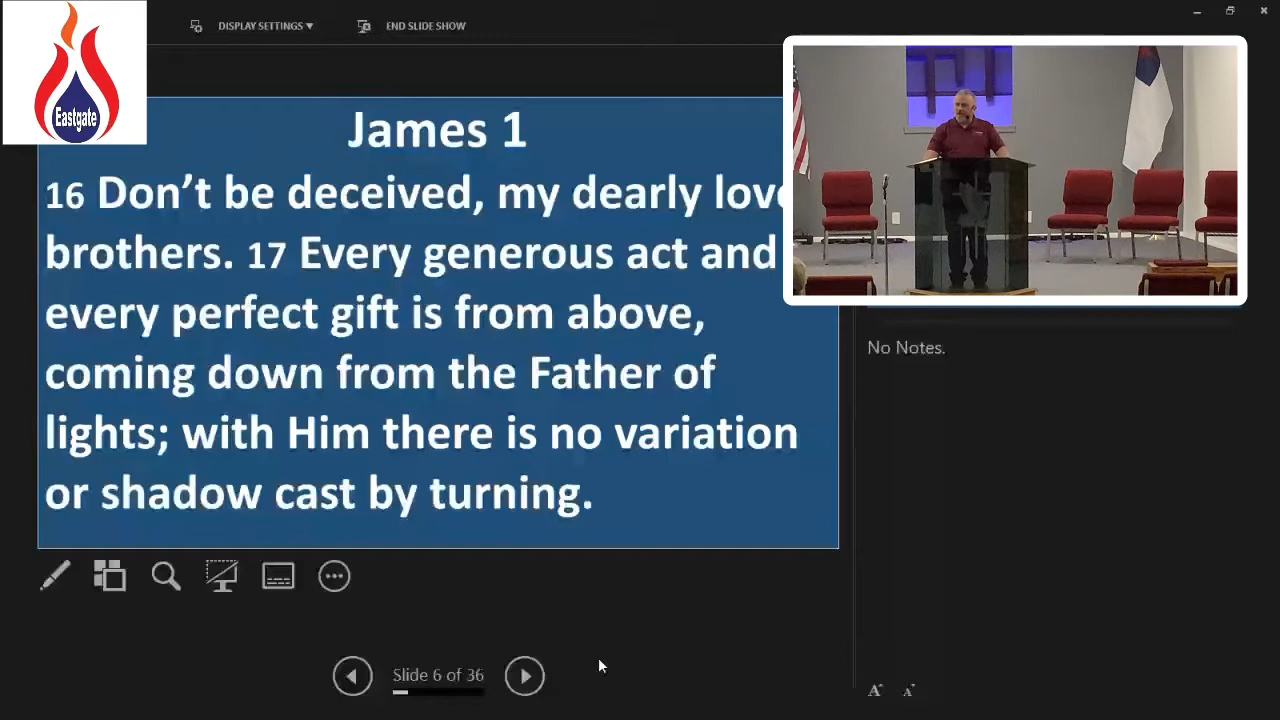 DISPLAY SETTINGS
END SLIDE SHOW
Eastgate
James 1
16 Don’t be deceived, my dearly
brothers. 17 Every generous act and
every perfect gift is from above,
coming down from the Father of
lights; with Him there is no variation
or shadow cast by turning.
No Notes.
Slide 6 of 36
A A